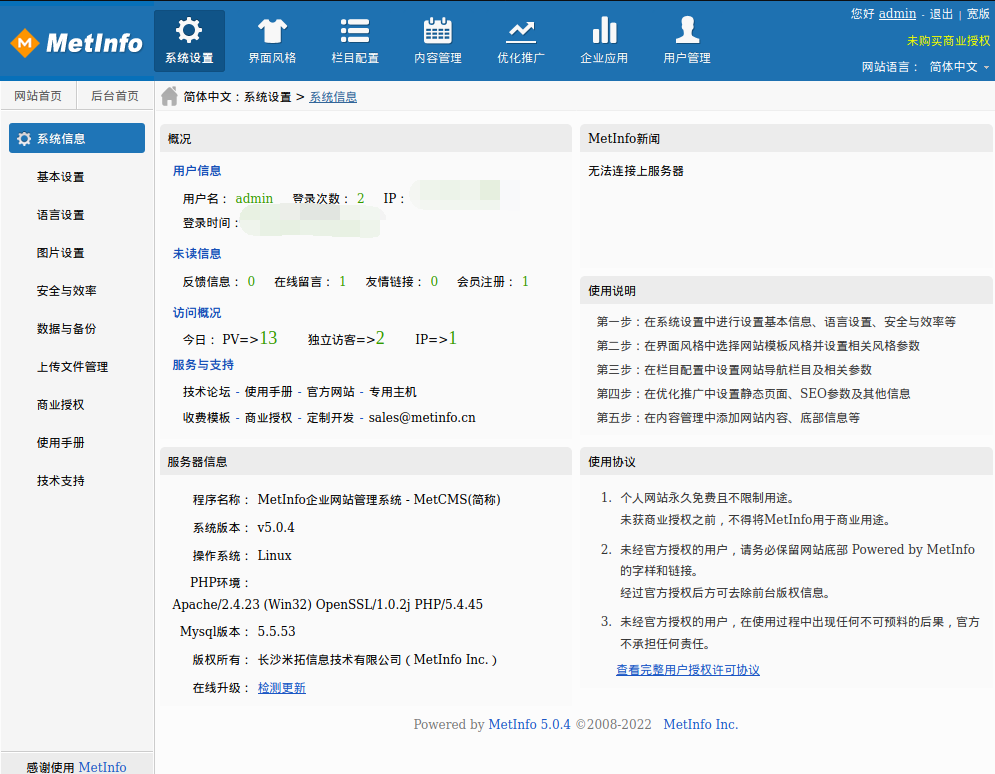 MetInfo
系统设置
界面风格
栏目配置
内容管理
优化推广
企业应用
用户管理
您好 admin - 退出 | 宽版
未购买商业授权
网站语言： 简体中文
网站首页
后台首页
简体中文：系统设置 > 系统信息
系统信息
基本设置
语言设置
图片设置
安全与效率
数据与备份
上传文件管理
商业授权
使用手册
技术支持
感谢使用 MetInfo
概况
用户信息
用户名： admin 登录次数： 2 IP：
登录时间：
未读信息
反馈信息： 0 在线留言： 1 友情链接： 0 会员注册： 1
访问概况
今日： PV=>13 独立访客=>2 IP=>1
服务与支持
技术论坛 - 使用手册 - 官方网站 - 专用主机
收费模板 - 商业授权 - 定制开发 - sales@metinfo.cn
服务器信息
程序名称： MetInfo企业网站管理系统 - MetCMS(简称)
系统版本： v5.0.4
操作系统： Linux
PHP环境：
Apache/2.4.23 (Win32) OpenSSL/1.0.2j PHP/5.4.45
Mysql版本： 5.5.53
版权所有： 长沙米拓信息技术有限公司（MetInfo Inc.）
在线升级： 检测更新
MetInfo新闻
无法连接上服务器
使用说明
第一步：在系统设置中进行设置基本信息、语言设置、安全与效率等
第二步：在界面风格中选择网站模板风格并设置相关风格参数
第三步：在栏目配置中设置网站导航栏目及相关参数
第四步：在优化推广中设置静态页面、SEO参数及其他信息
第五步：在内容管理中添加网站内容、底部信息等
使用协议
1. 个人网站永久免费且不限制用途。
未获商业授权之前，不得将MetInfo用于商业用途。
2. 未经官方授权的用户，请务必保留网站底部 Powered by MetInfo
的字样和链接。
经过官方授权后方可去除前台版权信息。
3. 未经官方授权的用户，在使用过程中出现任何不可预料的后果，官方
不承担任何责任。
查看完整用户授权许可协议
Powered by MetInfo 5.0.4 ©2008-2022 MetInfo Inc.